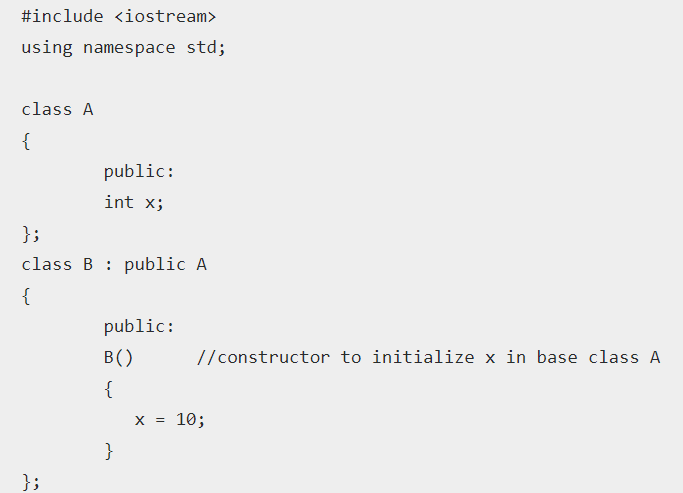 #include <iostream>
using namespace std;
class A
{
public:
int x;
};
class B : public A
{
public:
B() //constructor to initialize x in base class A
{
x = 10;
}
};